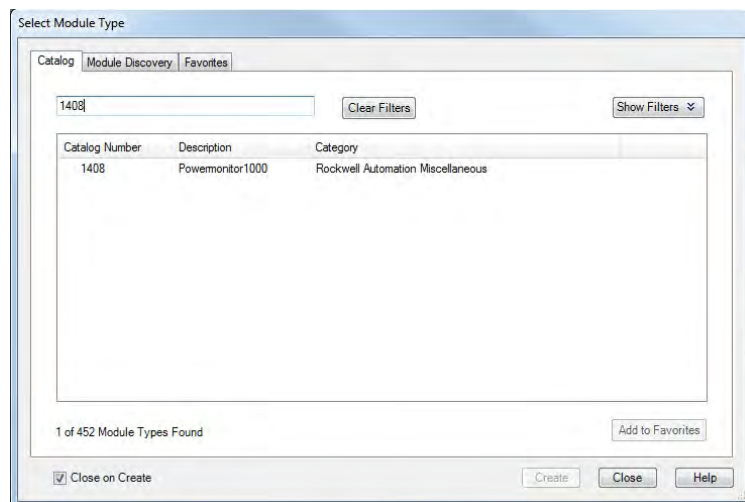 Select Module Type
Catalog Module Discovery Favorites
1408 Clear Filters Show Filters
Catalog Number Description Category
1408 Powermonitor1000 Rockwell Automation Miscellaneous
1 of 452 Module Types Found Add to Favorites
Close on Create Create Close Help